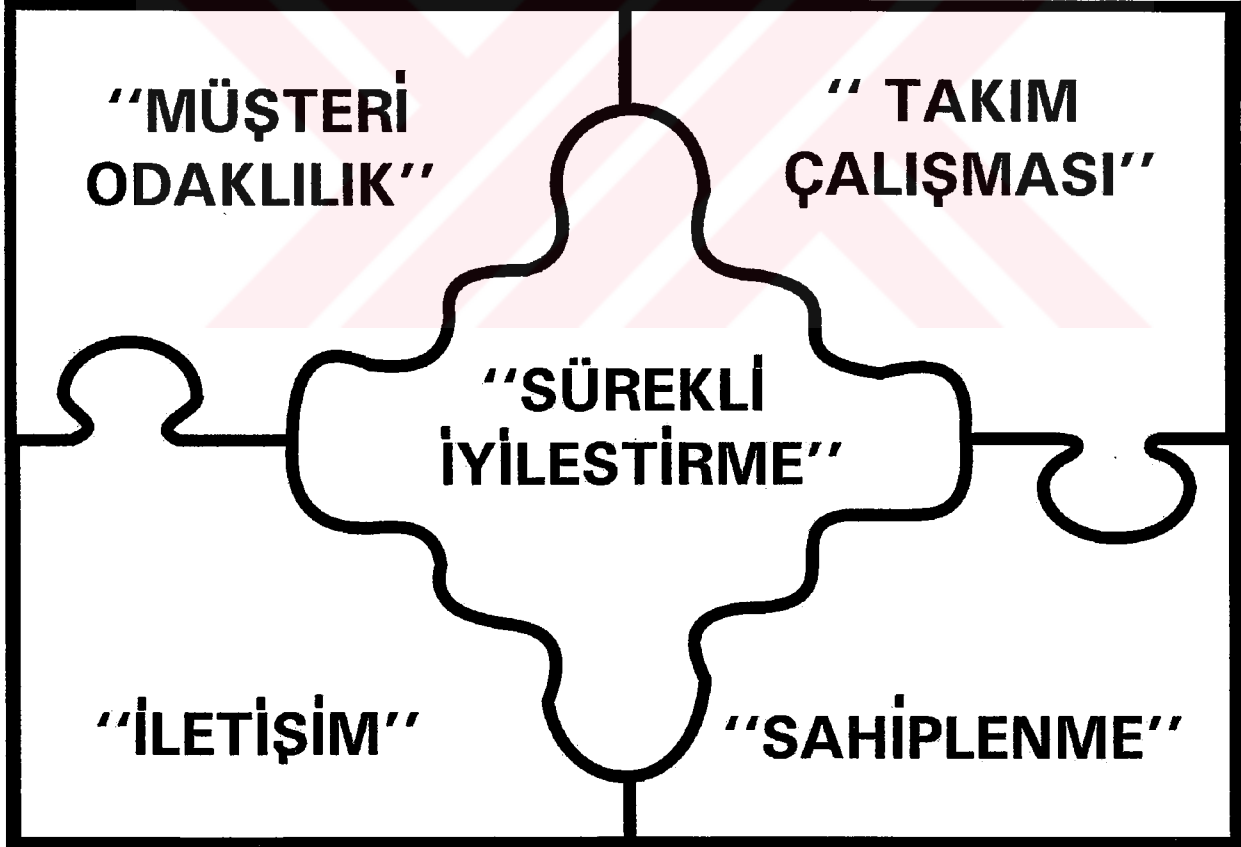 ‘‘MÜŞTERİ
ODAKLILIK’’
‘‘ TAKIM
ÇALIŞMASI’’
‘‘SÜREKLİ
İYİLESTİRME’’
‘‘İLETİŞİM’’
‘‘SAHİPLENME’’